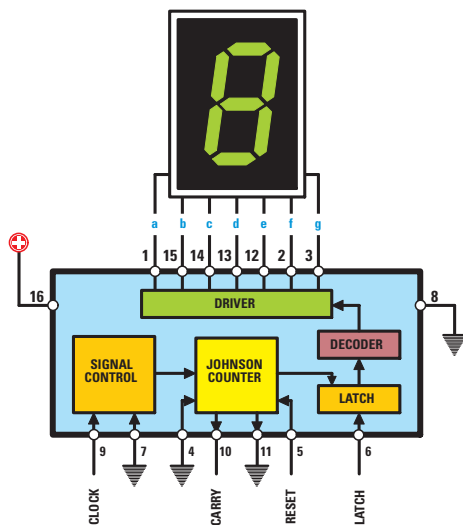 a b c d e f g
1 15 14 13 12 2 3
16
8
DRIVER
DECODER
SIGNAL
CONTROL
JOHNSON
COUNTER
LATCH
9 7 4 10 11 5 6
CLOCK
CARRY
RESET
LATCH